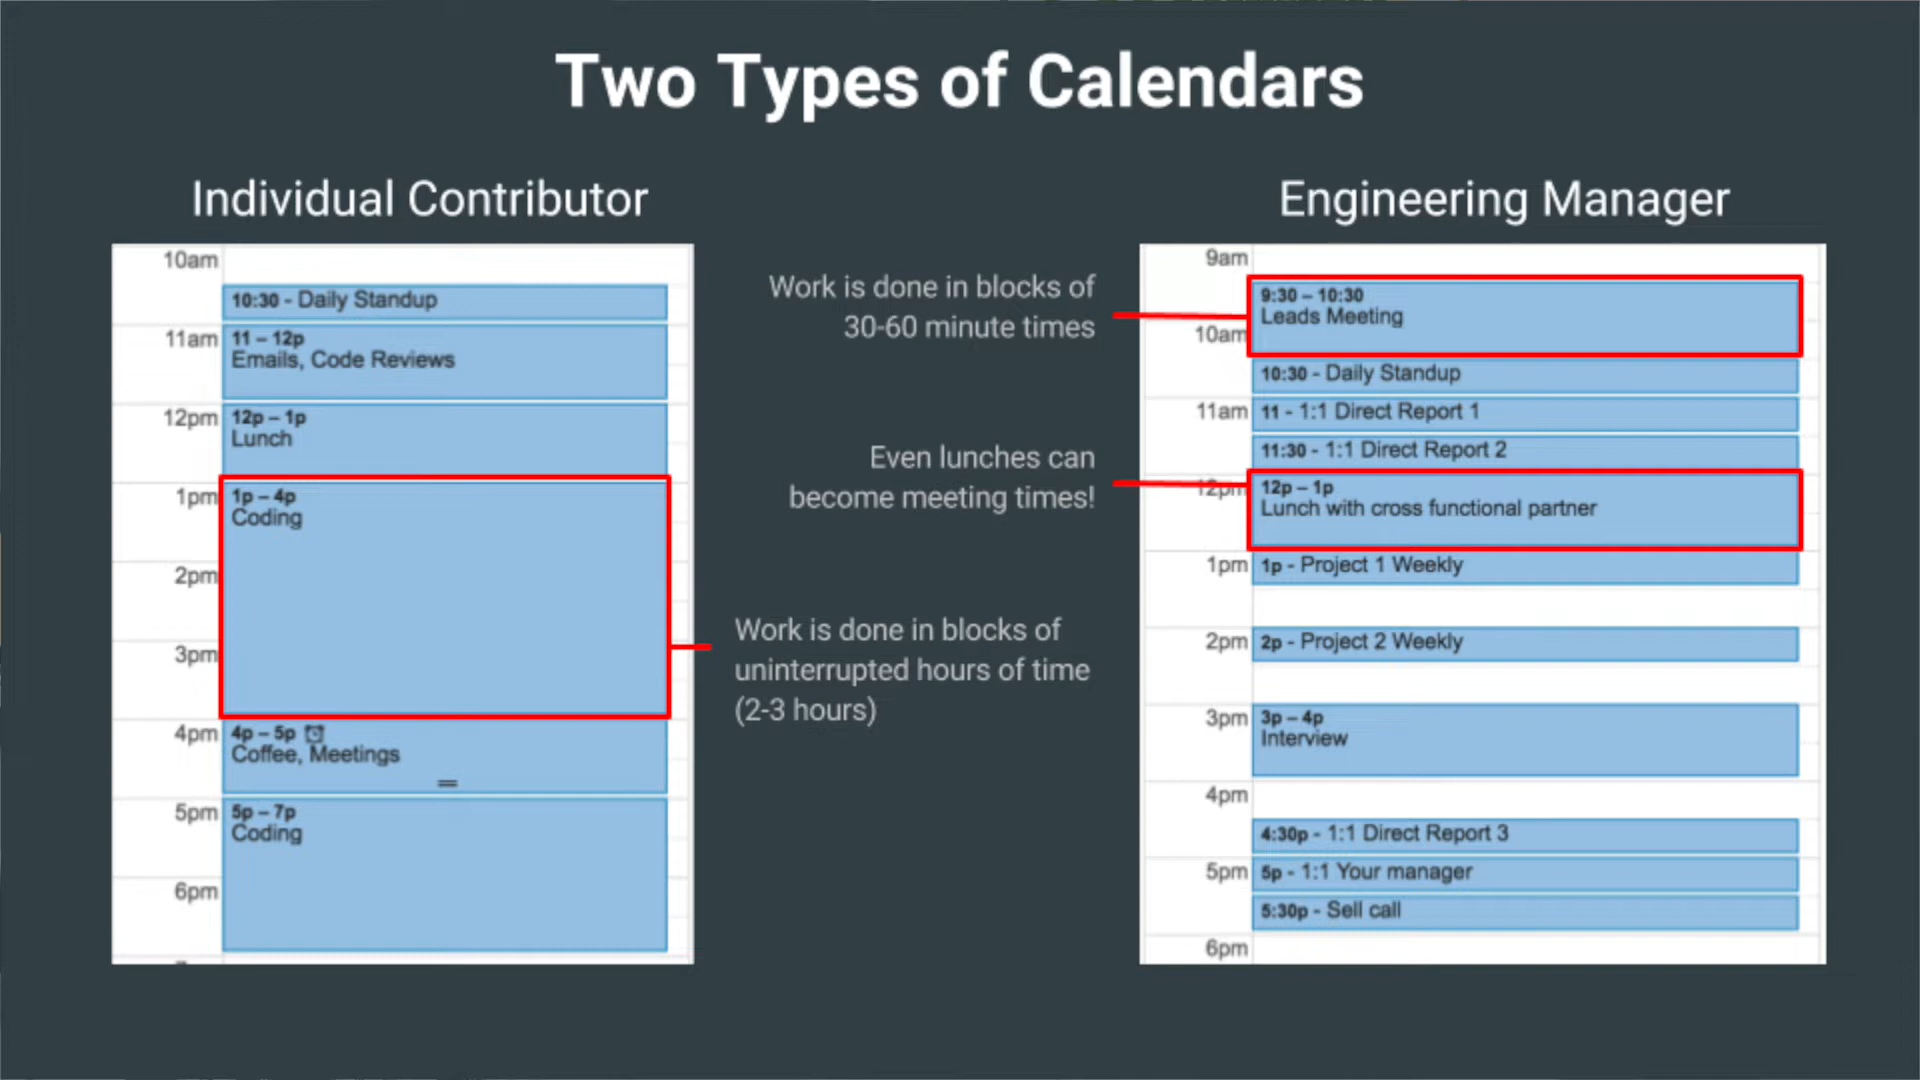 Two Types of Calendars
Individual Contributor
10am
10:30 - Daily Standup
11am
11 – 12p
Emails, Code Reviews
12pm
12p – 1p
Lunch
1pm
1p – 4p
Coding
2pm
3pm
4pm
4p – 5p
Coffee, Meetings
5pm
5p – 7p
Coding
6pm
Work is done in blocks of
30-60 minute times
Even lunches can
become meeting times!
Work is done in blocks of
uninterrupted hours of time
(2-3 hours)
Engineering Manager
9am
9:30 – 10:30
Leads Meeting
10am
10:30 - Daily Standup
11am
11 - 1:1 Direct Report 1
11:30 - 1:1 Direct Report 2
12pm
12p – 1p
Lunch with cross functional partner
1pm
1p - Project 1 Weekly
2pm
2p - Project 2 Weekly
3pm
3p – 4p
Interview
4pm
4:30p - 1:1 Direct Report 3
5pm
5p - 1:1 Your manager
5:30p - Sell call
6pm